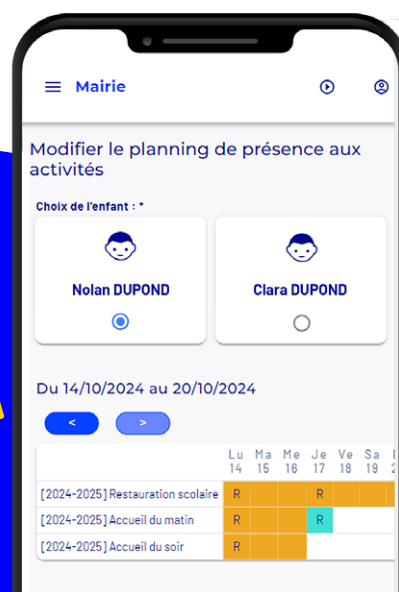 Mairie
Modifier le planning de présence aux
activités
Choix de l'enfant : *
Nolan DUPOND
Clara DUPOND
Du 14/10/2024 au 20/10/2024
< >
Lu Ma Me Je Ve Sa
14 15 16 17 18 19
[2024-2025] Restauration scolaire R R
[2024-2025] Accueil du matin R R
[2024-2025] Accueil du soir R